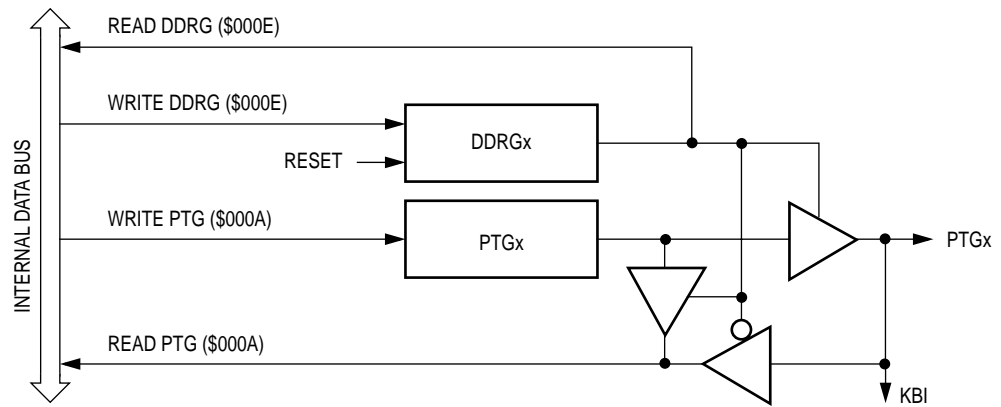 READ DDRG ($000E)
WRITE DDRG ($000E)
DDRGx
RESET
WRITE PTG ($000A)
PTGx
PTGx
INTERNAL DATA BUS
READ PTG ($000A)
KBI